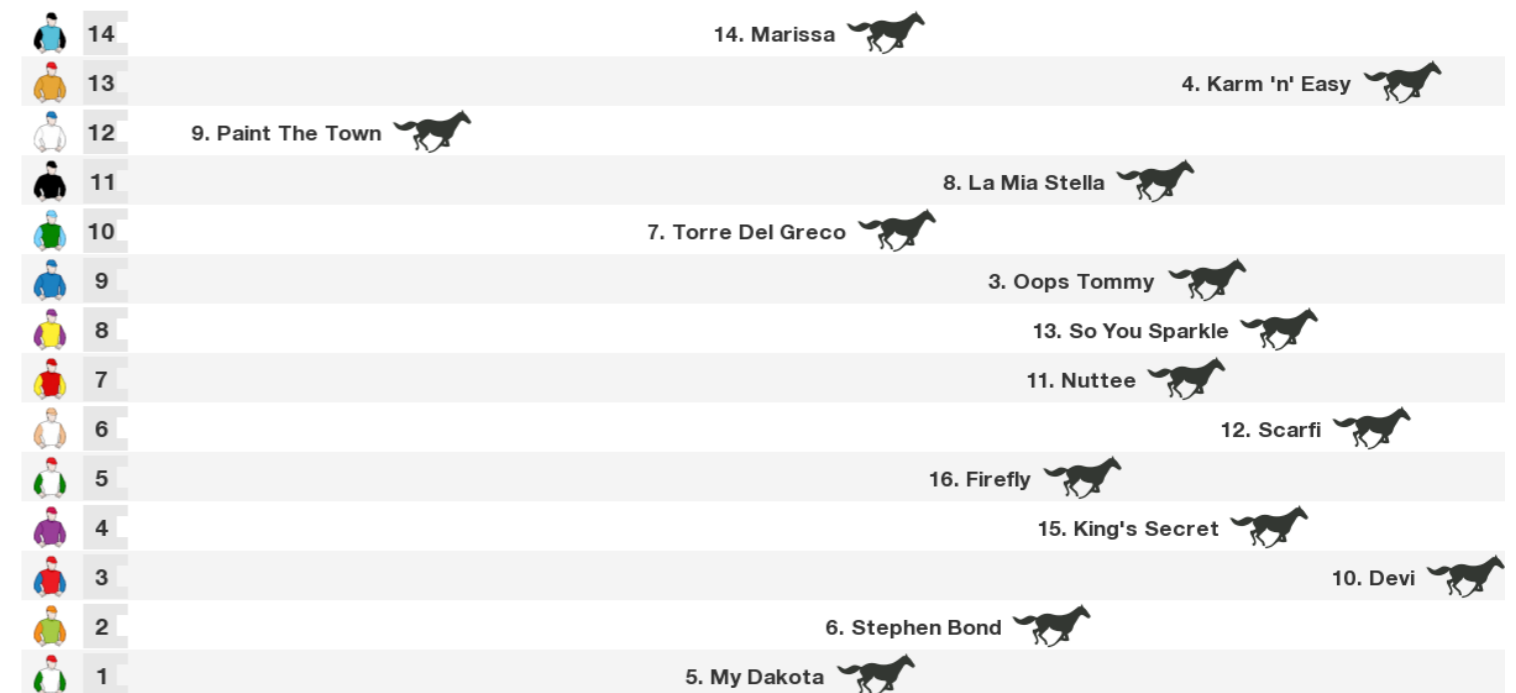 14 14. Marissa
13 4. Karm 'n' Easy
12 9. Paint The Town
11 8. La Mia Stella
10 7. Torre Del Greco
9 3. Oops Tommy
8 13. So You Sparkle
7 11. Nuttee
6 12. Scarfi
5 16. Firefly
4 15. King's Secret
3 10. Devi
2 6. Stephen Bond
1 5. My Dakota